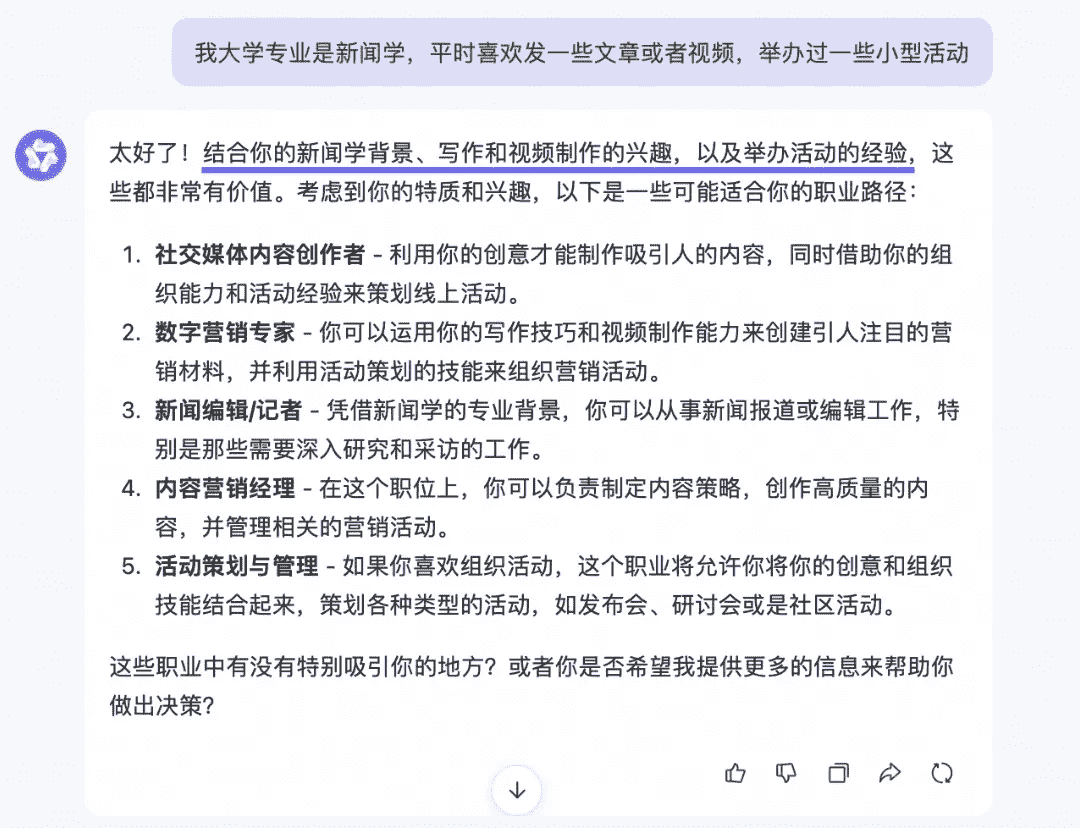 我大学专业是新闻学，平时喜欢发一些文章或者视频，举办过一些小型活动
太好了！结合你的新闻学背景、写作和视频制作的兴趣，以及举办活动的经验，这
些都非常有价值。考虑到你的特质和兴趣，以下是一些可能适合你的职业路径：
1. 社交媒体内容创作者 - 利用你的创意才能制作吸引人的内容，同时借助你的组
织能力和活动经验来策划线上活动。
2. 数字营销专家 - 你可以运用你的写作技巧和视频制作能力来创建引人注目的营
销材料，并利用活动策划的技能来组织营销活动。
3. 新闻编辑/记者 - 凭借新闻学的专业背景，你可以从事新闻报道或编辑工作，特
别是那些需要深入研究和采访的工作。
4. 内容营销经理 - 在这个职位上，你可以负责制定内容策略，创作高质量的内
容，并管理相关的营销活动。
5. 活动策划与管理 - 如果你喜欢组织活动，这个职业将允许你将你的创意和组织
技能结合起来，策划各种类型的活动，如发布会、研讨会或是社区活动。
这些职业中有没有特别吸引你的地方？或者你是否希望我提供更多的信息来帮助你
做出决策？